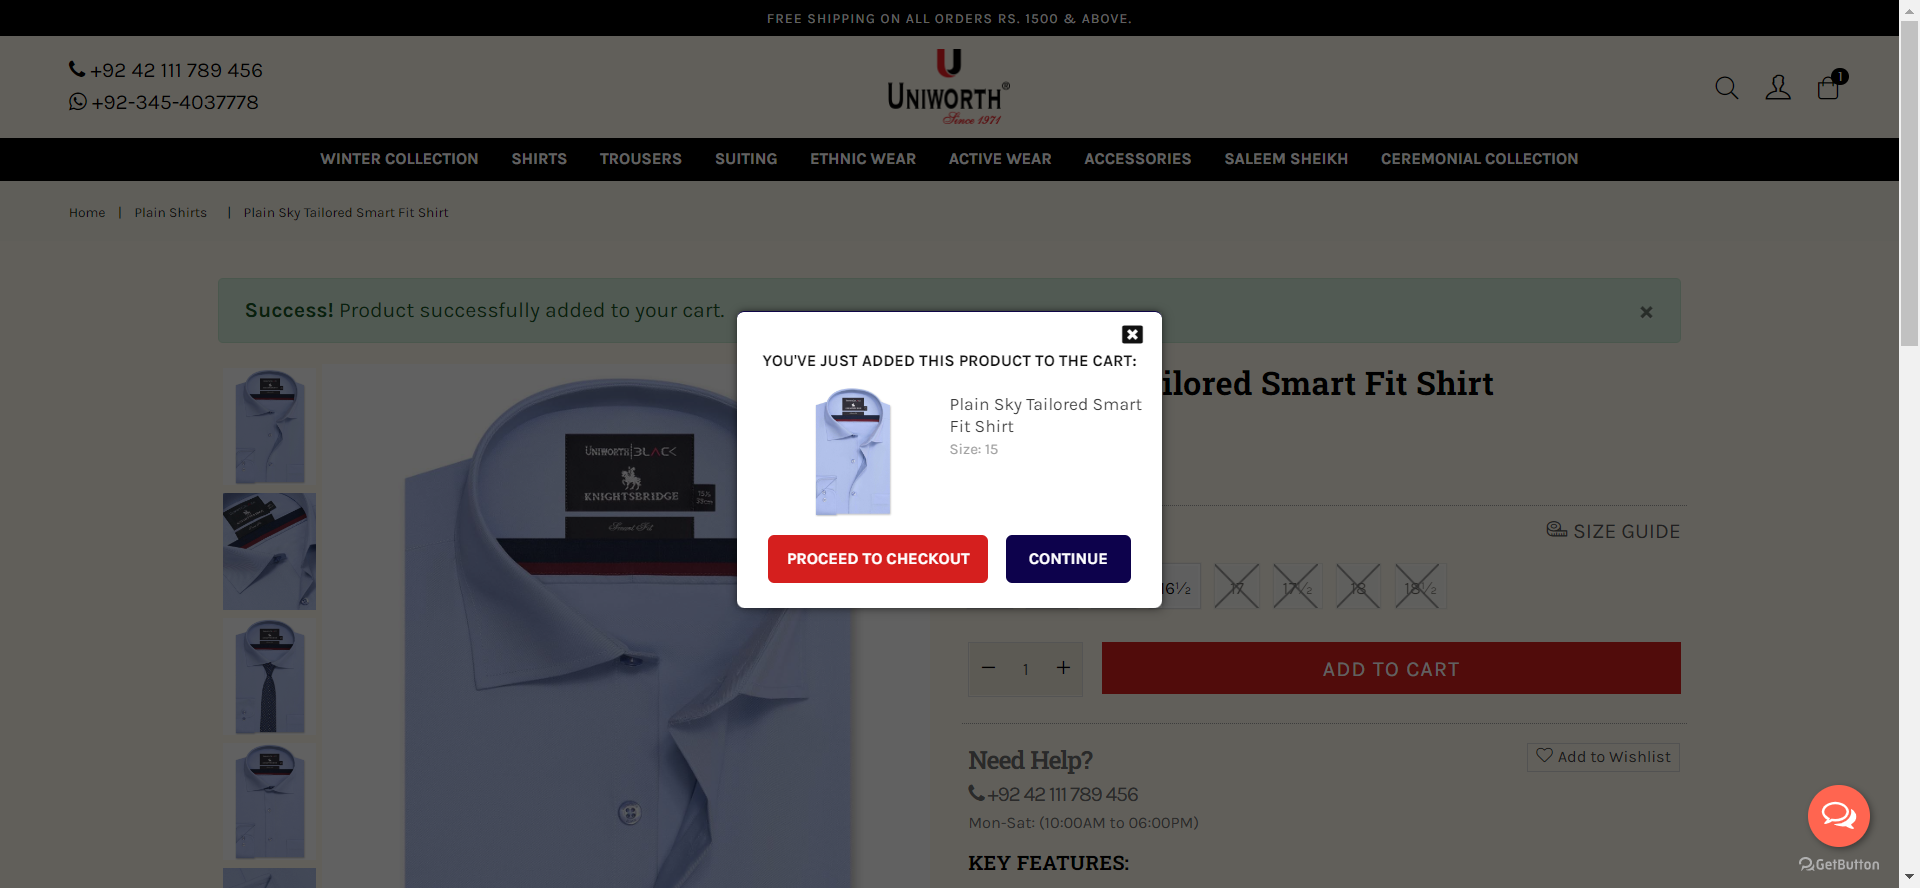 FREE SHIPPING ON ALL ORDERS RS. 1500 & ABOVE.
+92 42 111 789 456
+92-345-4037778
UNIWORTH®
Since 1971
1
WINTER COLLECTION SHIRTS TROUSERS SUITING ETHNIC WEAR ACTIVE WEAR ACCESSORIES SALEEM SHEIKH CEREMONIAL COLLECTION
Home | Plain Shirts | Plain Sky Tailored Smart Fit Shirt
Success! Product successfully added to your cart.
×
YOU'VE JUST ADDED THIS PRODUCT TO THE CART:
Plain Sky Tailored Smart
Fit Shirt
Size: 15
PROCEED TO CHECKOUT CONTINUE
ilored Smart Fit Shirt
UNIWORTH|BLACK
KNIGHTSBRIDGE
15½
Smart Fit
SIZE GUIDE
16½ 17 17½ 18 18½
− 1 + ADD TO CART
Need Help?
Add to Wishlist
+92 42 111 789 456
Mon-Sat: (10:00AM to 06:00PM)
KEY FEATURES:
GetButton